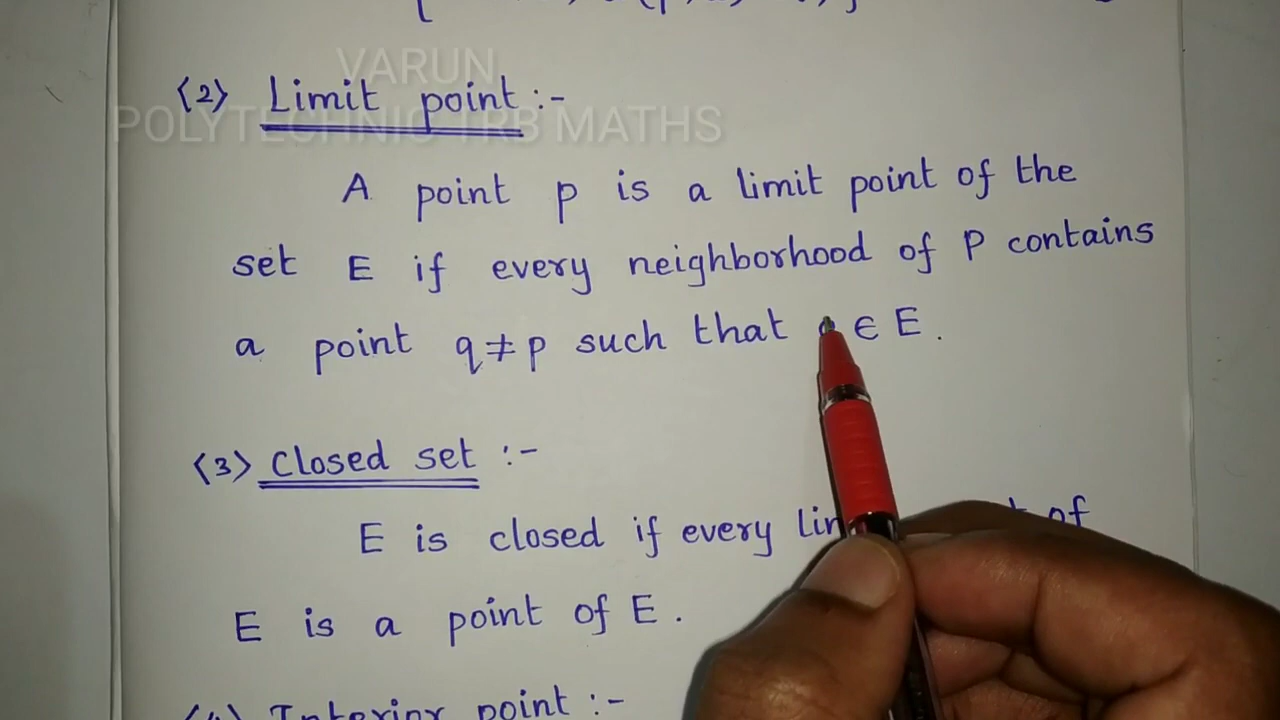 VARUN
POLYTECHNIC TRB MATHS
(2) Limit point :-
A point p is a limit point of the
set E if every neighborhood of P contains
a point q≠p such that ∈ E.
(3) Closed set :-
E is closed if every of
E is a point of E.
Interior point :-